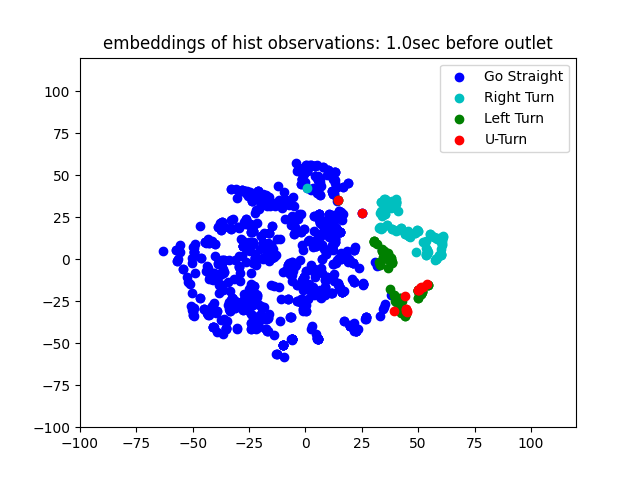 embeddings of hist observations: 1.0sec before outlet
Go Straight
Right Turn
Left Turn
U-Turn
100
75
50
25
0
−25
−50
−75
−100
−100 −75 −50 −25 0 25 50 75 100